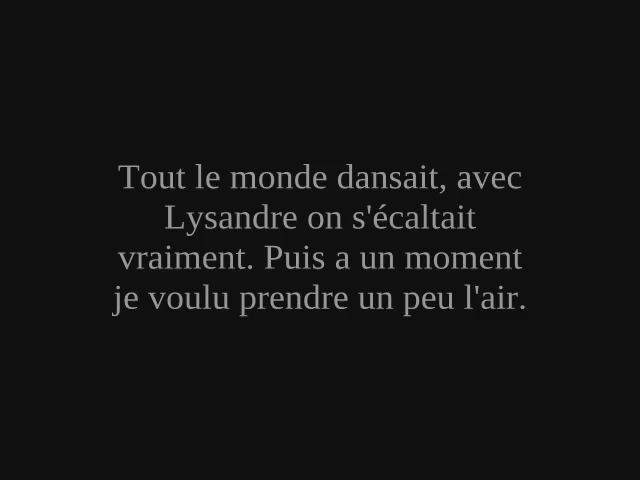 Tout le monde dansait, avec
Lysandre on s'écaltait
vraiment. Puis a un moment
je voulu prendre un peu l'air.